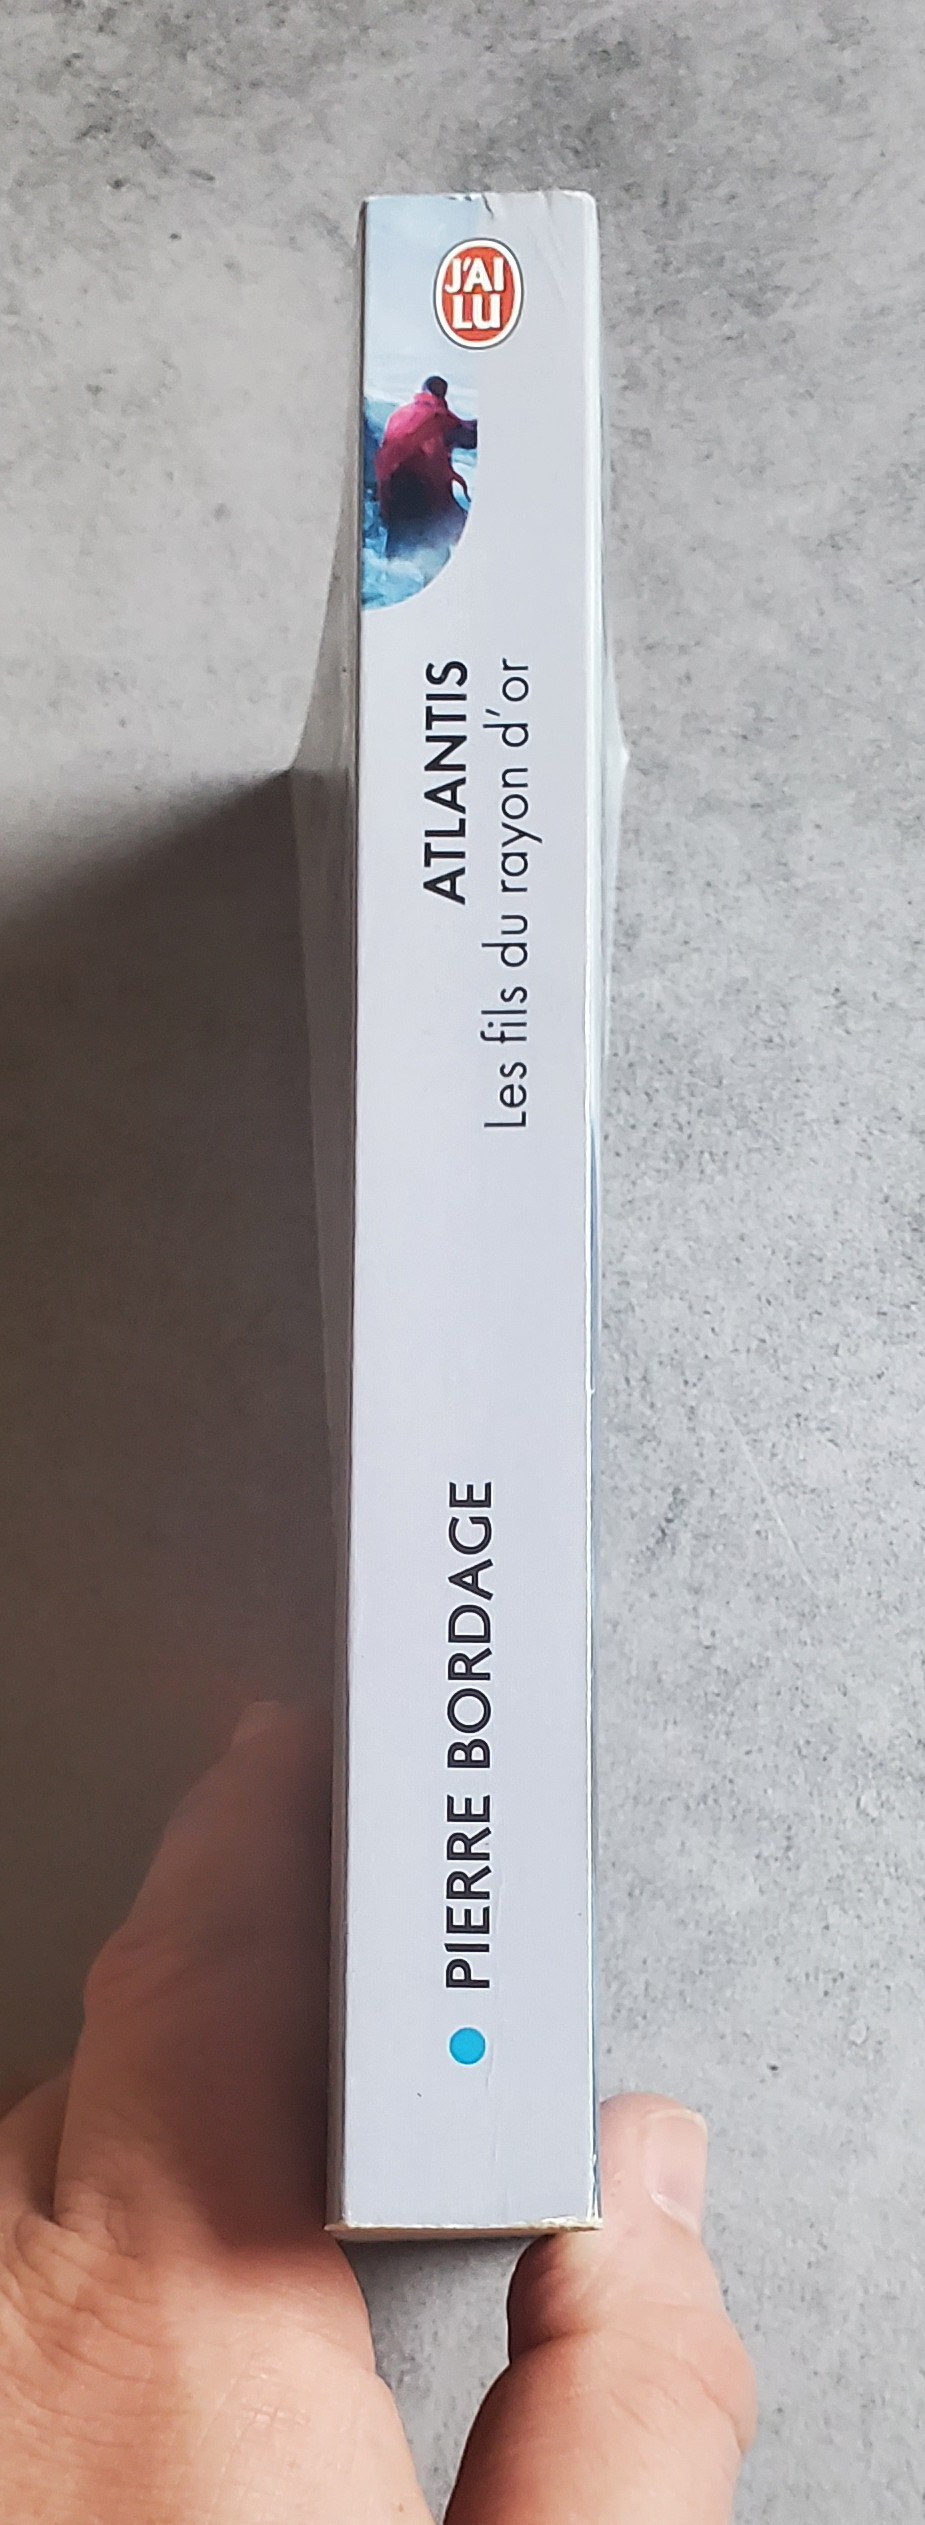 J'AI
LU
ATLANTIS
Les fils du rayon d'or
PIERRE BORDAGE